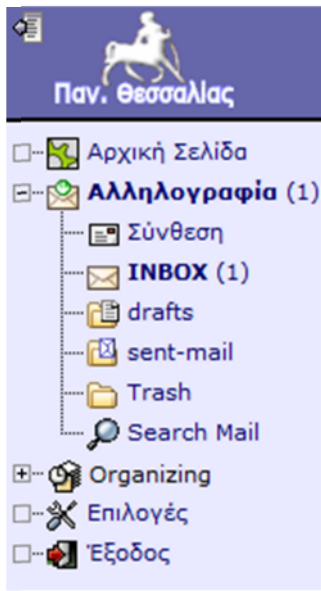 Παν. Θεσσαλίας
Αρχική Σελίδα
Αλληλογραφία (1)
Σύνθεση
INBOX (1)
drafts
sent-mail
Trash
Search Mail
Organizing
Επιλογές
Έξοδος